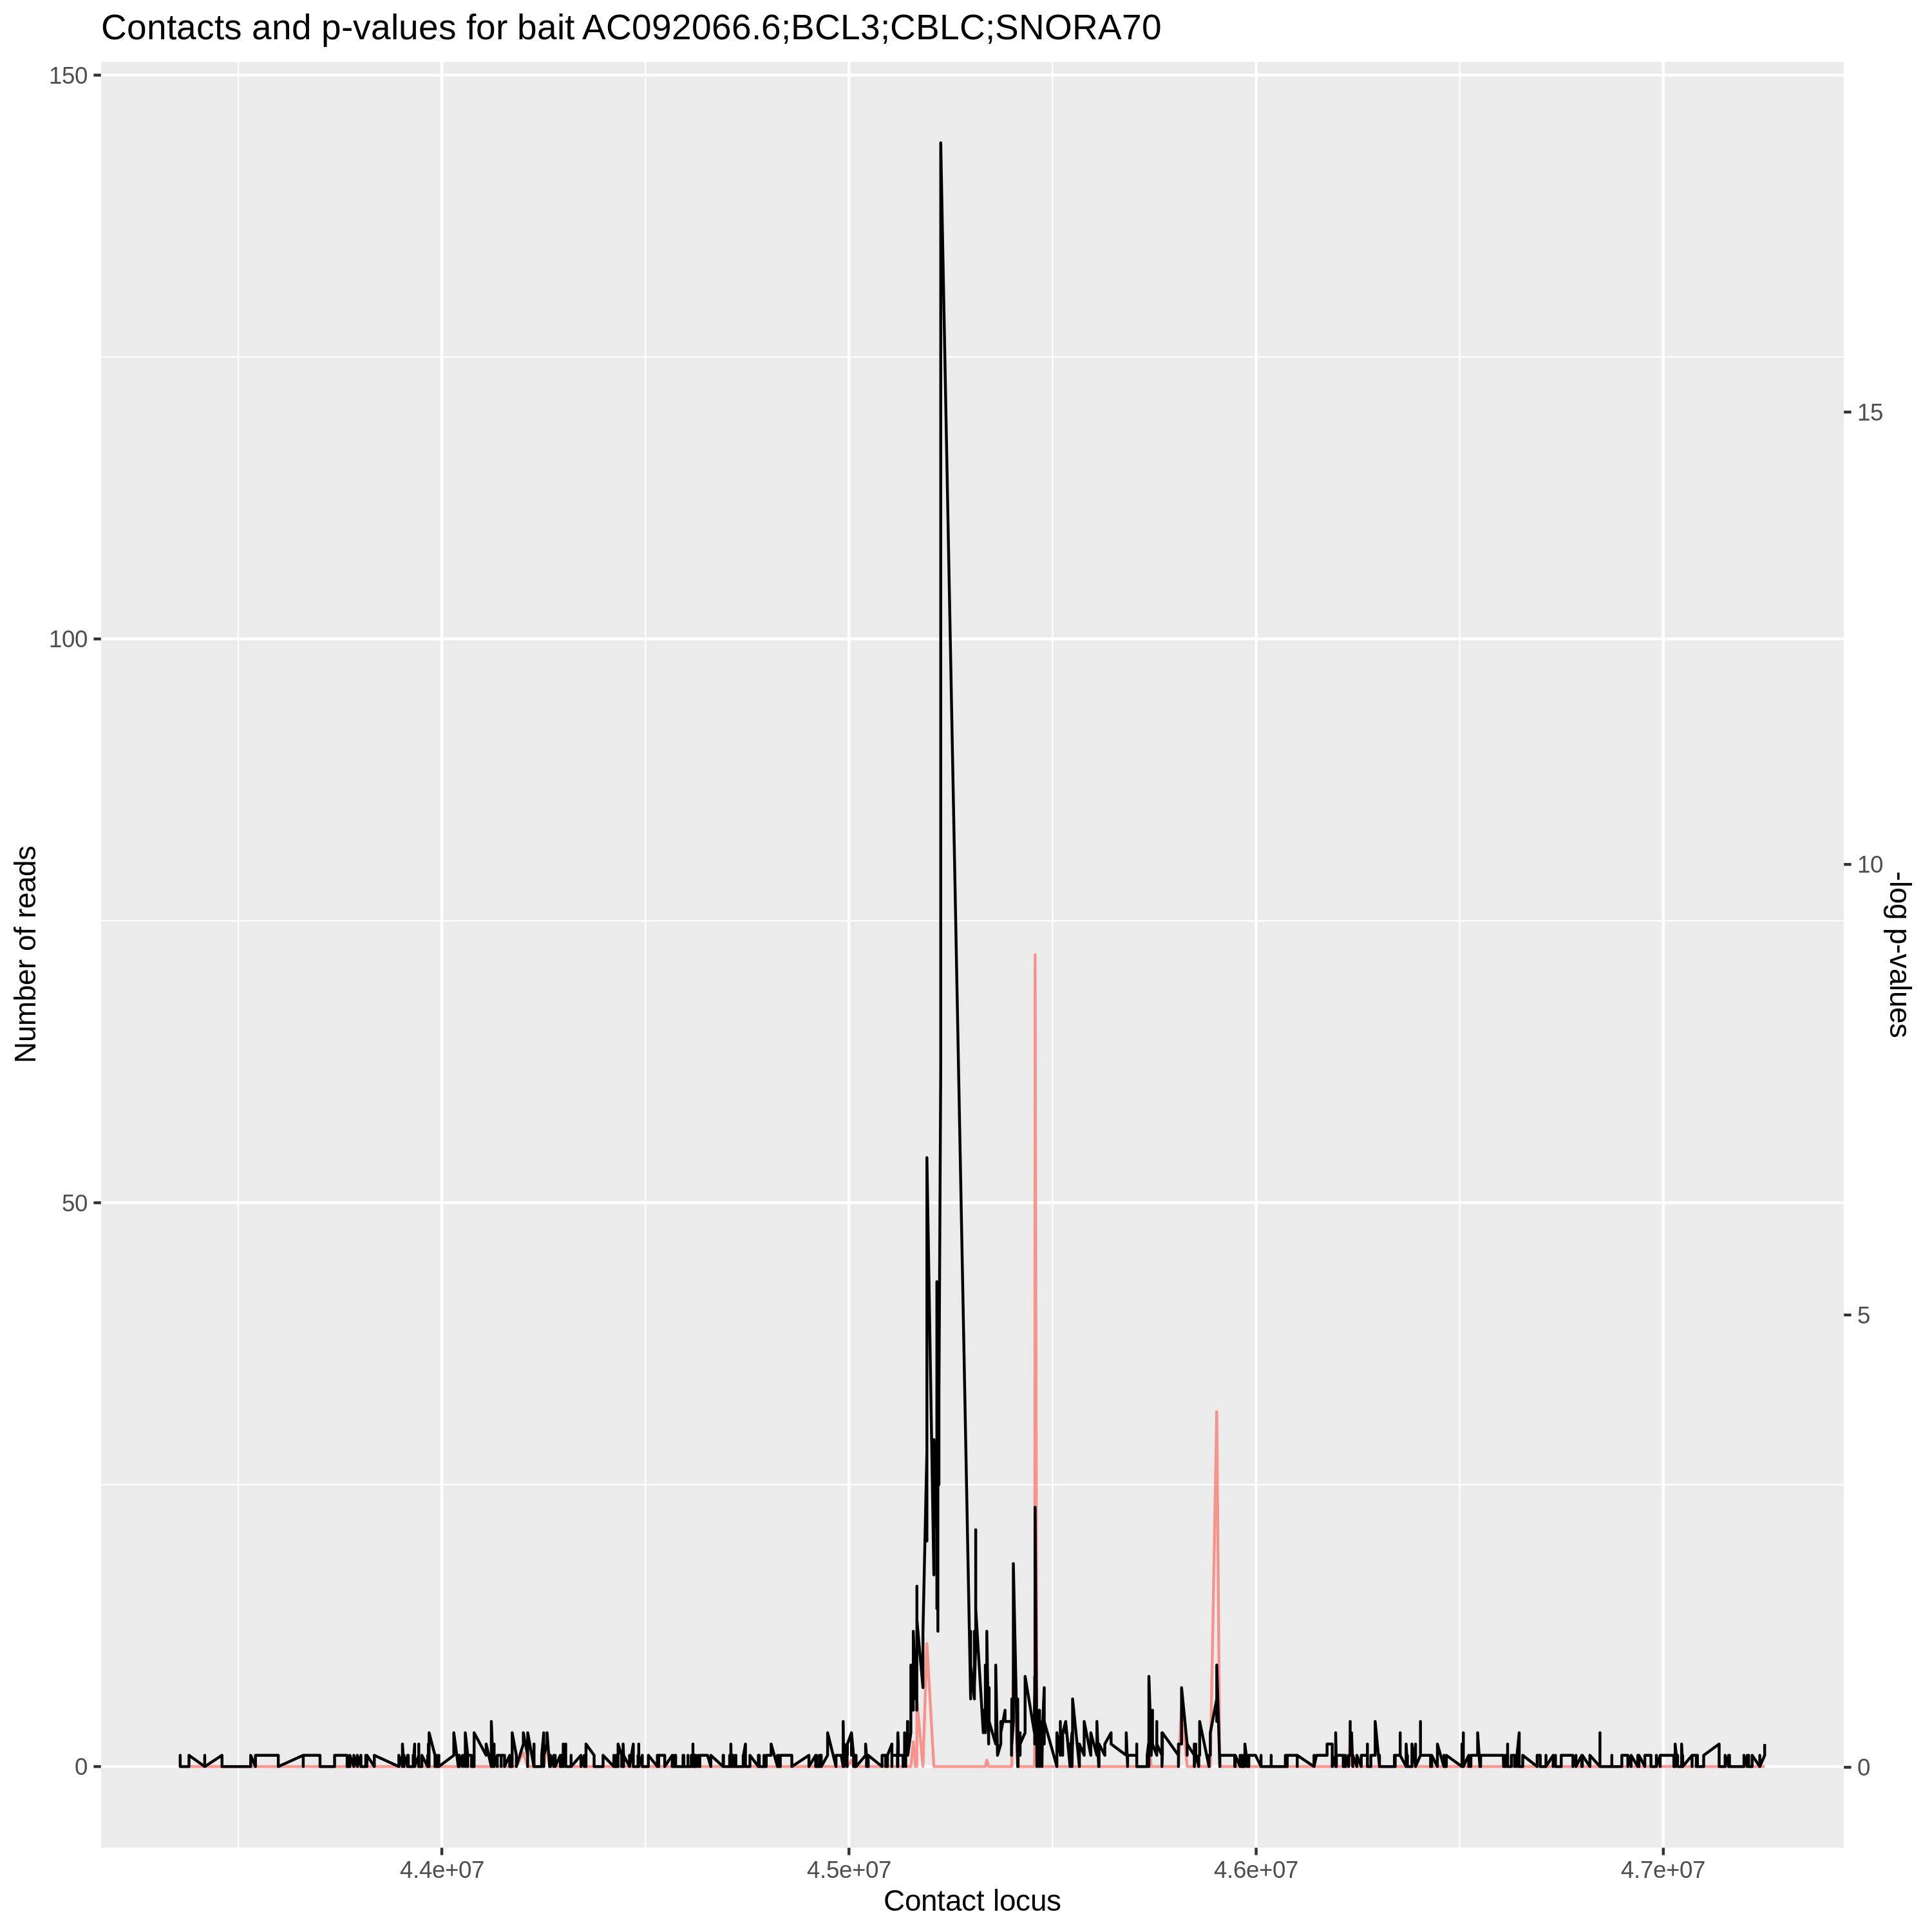 Contacts and p-values for bait AC092066.6;BCL3;CBLC;SNORA70
150
100
50
0
Number of reads
15
10
5
0
-log p-values
4.4e+07
4.5e+07
4.6e+07
4.7e+07
Contact locus